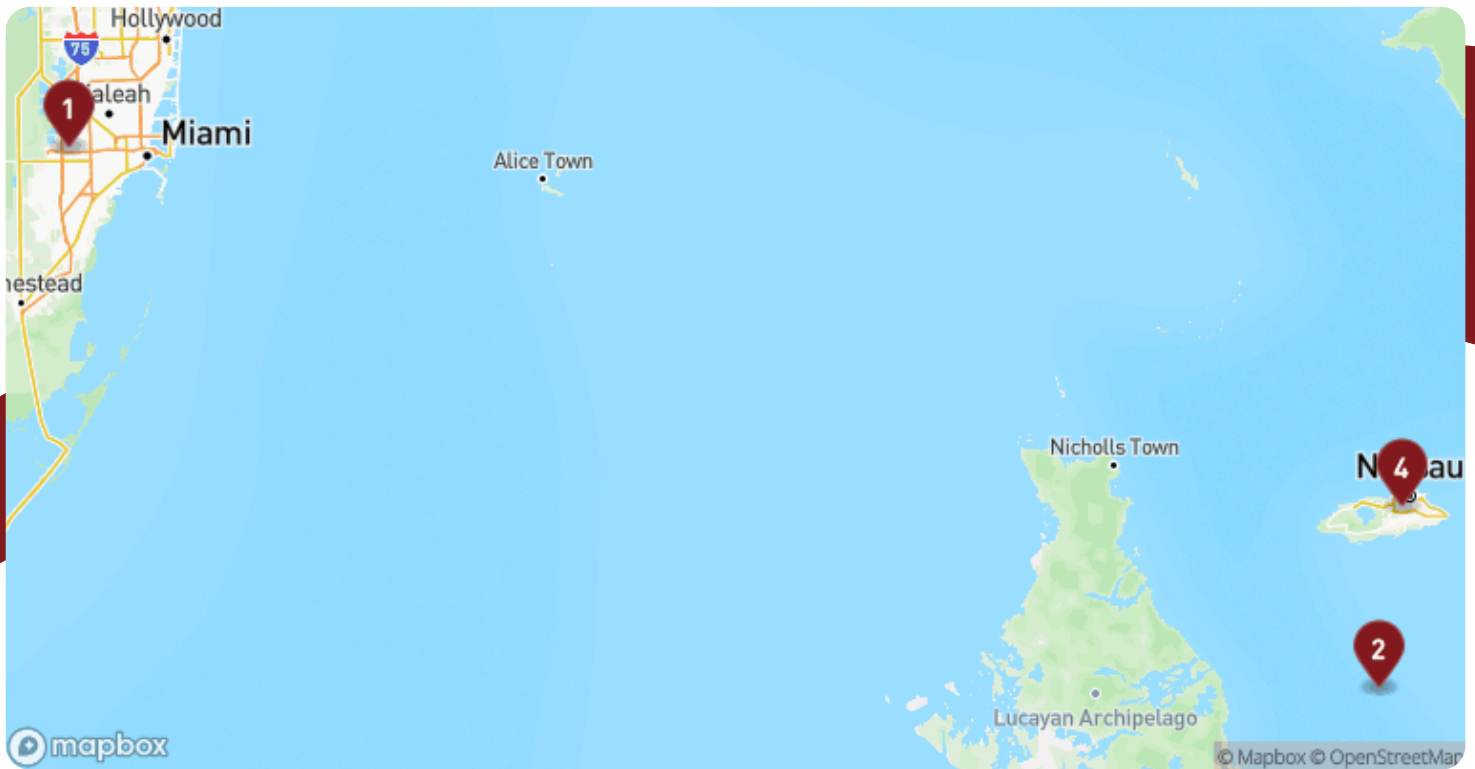 Hollywood
75
1
aleah
Miami
Alice Town
nestead
Nicholls Town
N
4
au
2
Lucayan Archipelago
mapbox
© Mapbox © OpenStreetMap